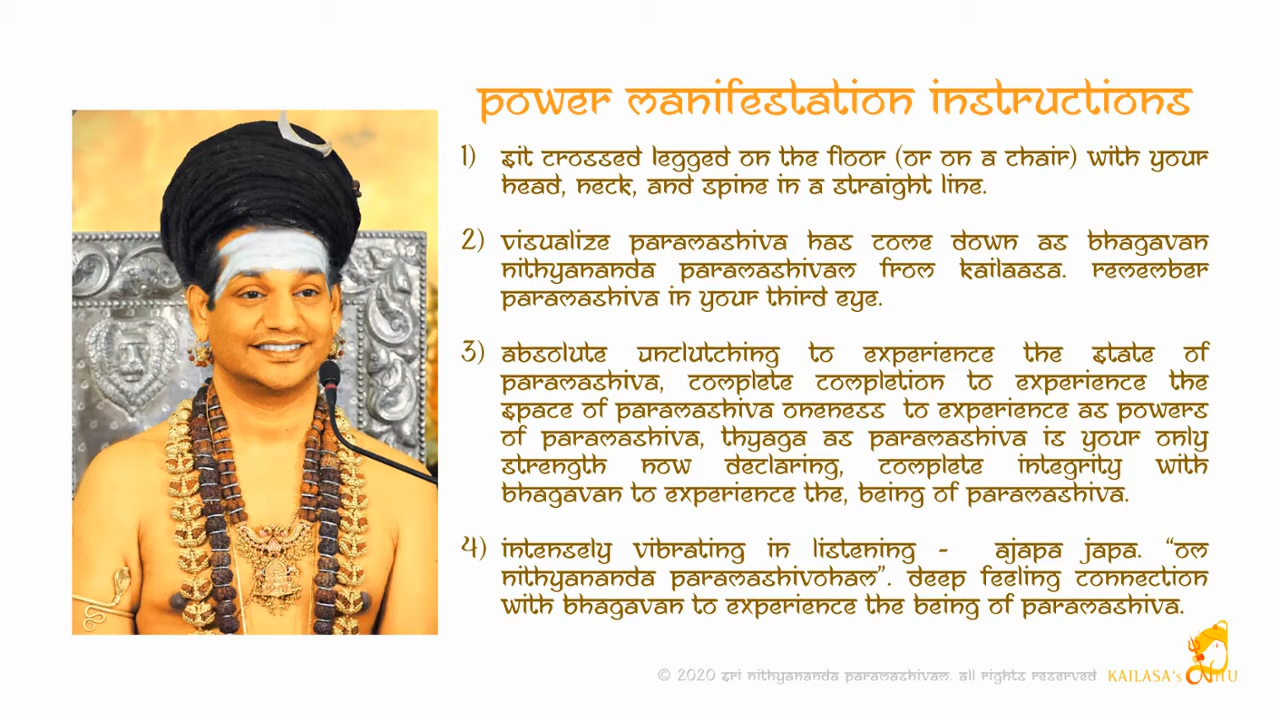 power manifestation instructions
1) sit crossed legged on the floor (or on a chair) with your
head, neck, and spine in a straight line.
2) visualize paramashiva has come down as bhagavan
nithyananda paramashivam from kailaasa. remember
paramashiva in your third eye.
3) absolute unclutching to experience the state of
paramashiva, complete completion to experience the
space of paramashiva oneness to experience as powers
of paramashiva, thyaga as paramashiva is your only
strength now declaring, complete integrity with
bhagavan to experience the, being of paramashiva.
4) intensely vibrating in listening - ajapa japa. “om
nithyananda paramashivoham”. deep feeling connection
with bhagavan to experience the being of paramashiva.
© 2020 sri nithyananda paramashivam. all rights reserved KAILASA's